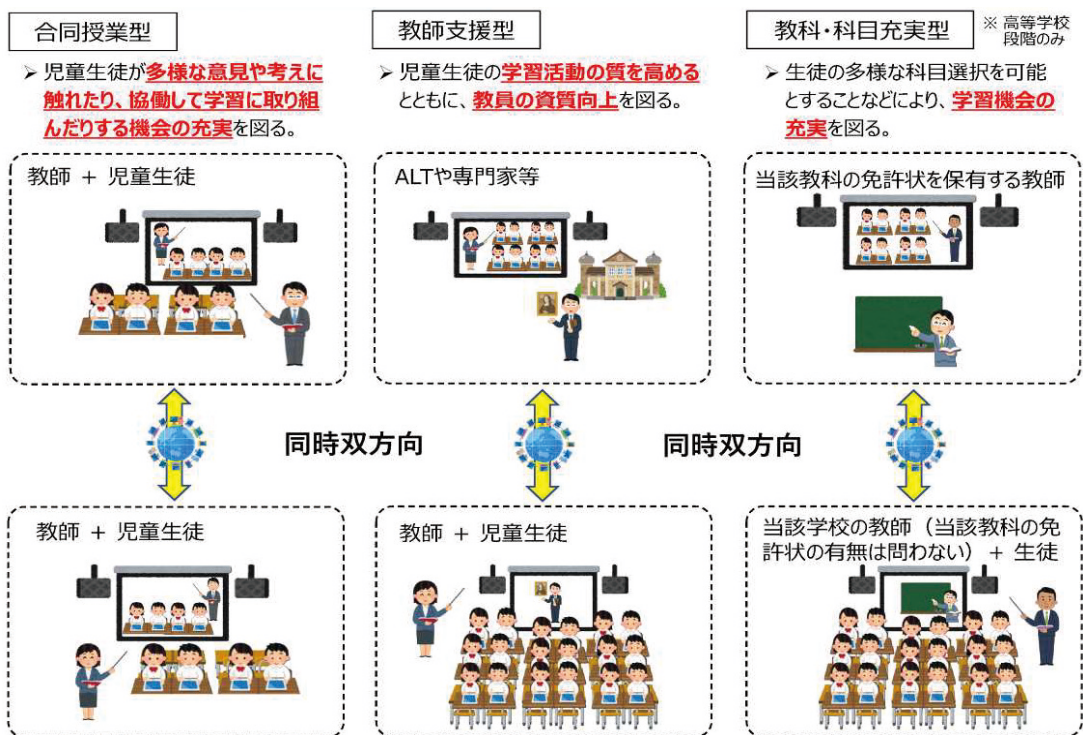 合同授業型
➢ 児童生徒が多様な意見や考えに
触れたり、協働して学習に取り組
んだりする機会の充実を図る。
教師 + 児童生徒
同時双方向
教師 + 児童生徒
教師支援型
➢ 児童生徒の学習活動の質を高める
とともに、教員の資質向上を図る。
ALTや専門家等
同時双方向
教師 + 児童生徒
教科・科目充実型
※ 高等学校
段階のみ
➢ 生徒の多様な科目選択を可能
とすることなどにより、学習機会の
充実を図る。
当該教科の免許状を保有する教師
当該学校の教師（当該教科の免
許状の有無は問わない）+ 生徒